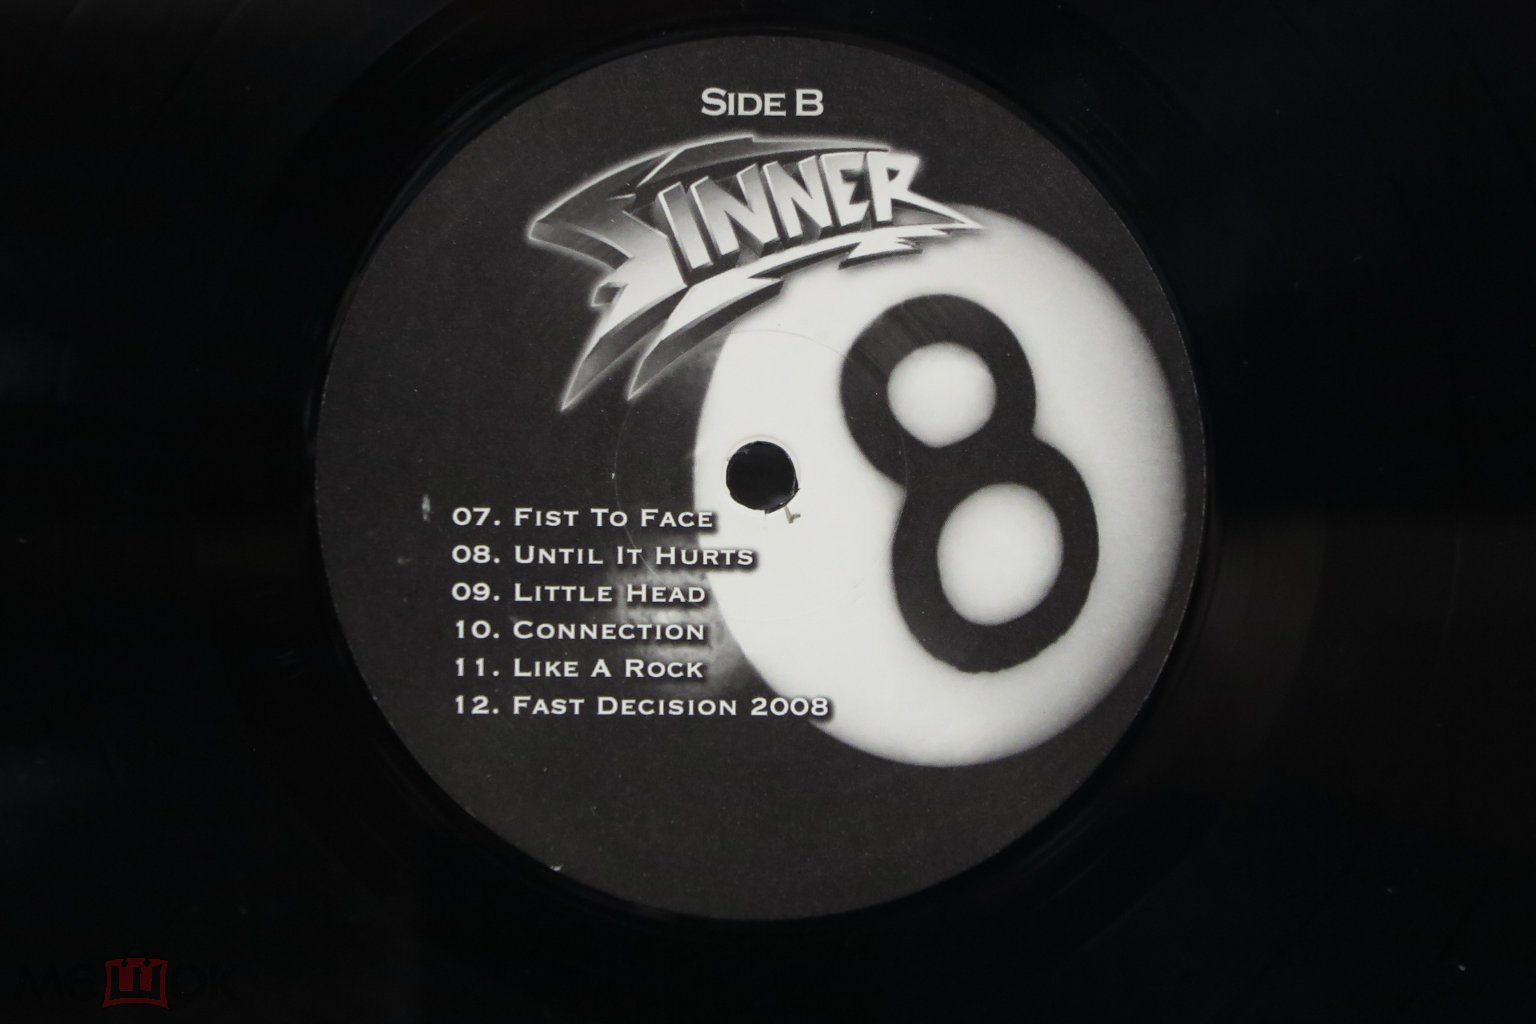 SIDE B
SINNER
8
07. FIST TO FACE
08. UNTIL IT HURTS
09. LITTLE HEAD
10. CONNECTION
11. LIKE A ROCK
12. FAST DECISION 2008
мешок